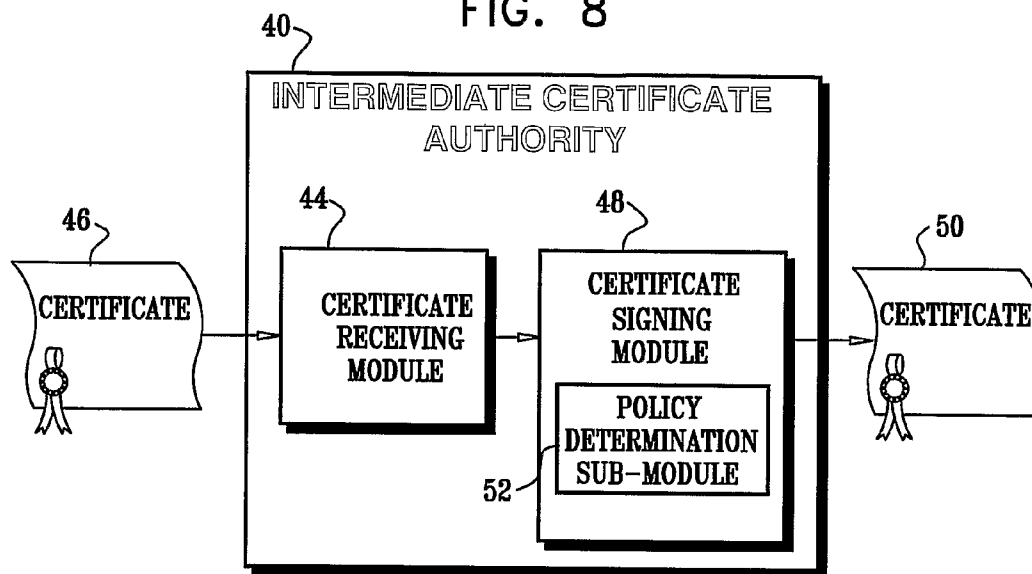 FIG. 8
40
INTERMEDIATE CERTIFICATE
AUTHORITY
46
44
48
50
CERTIFICATE
CERTIFICATE
RECEIVING
MODULE
CERTIFICATE
SIGNING
MODULE
POLICY
DETERMINATION
SUB-MODULE
52
CERTIFICATE